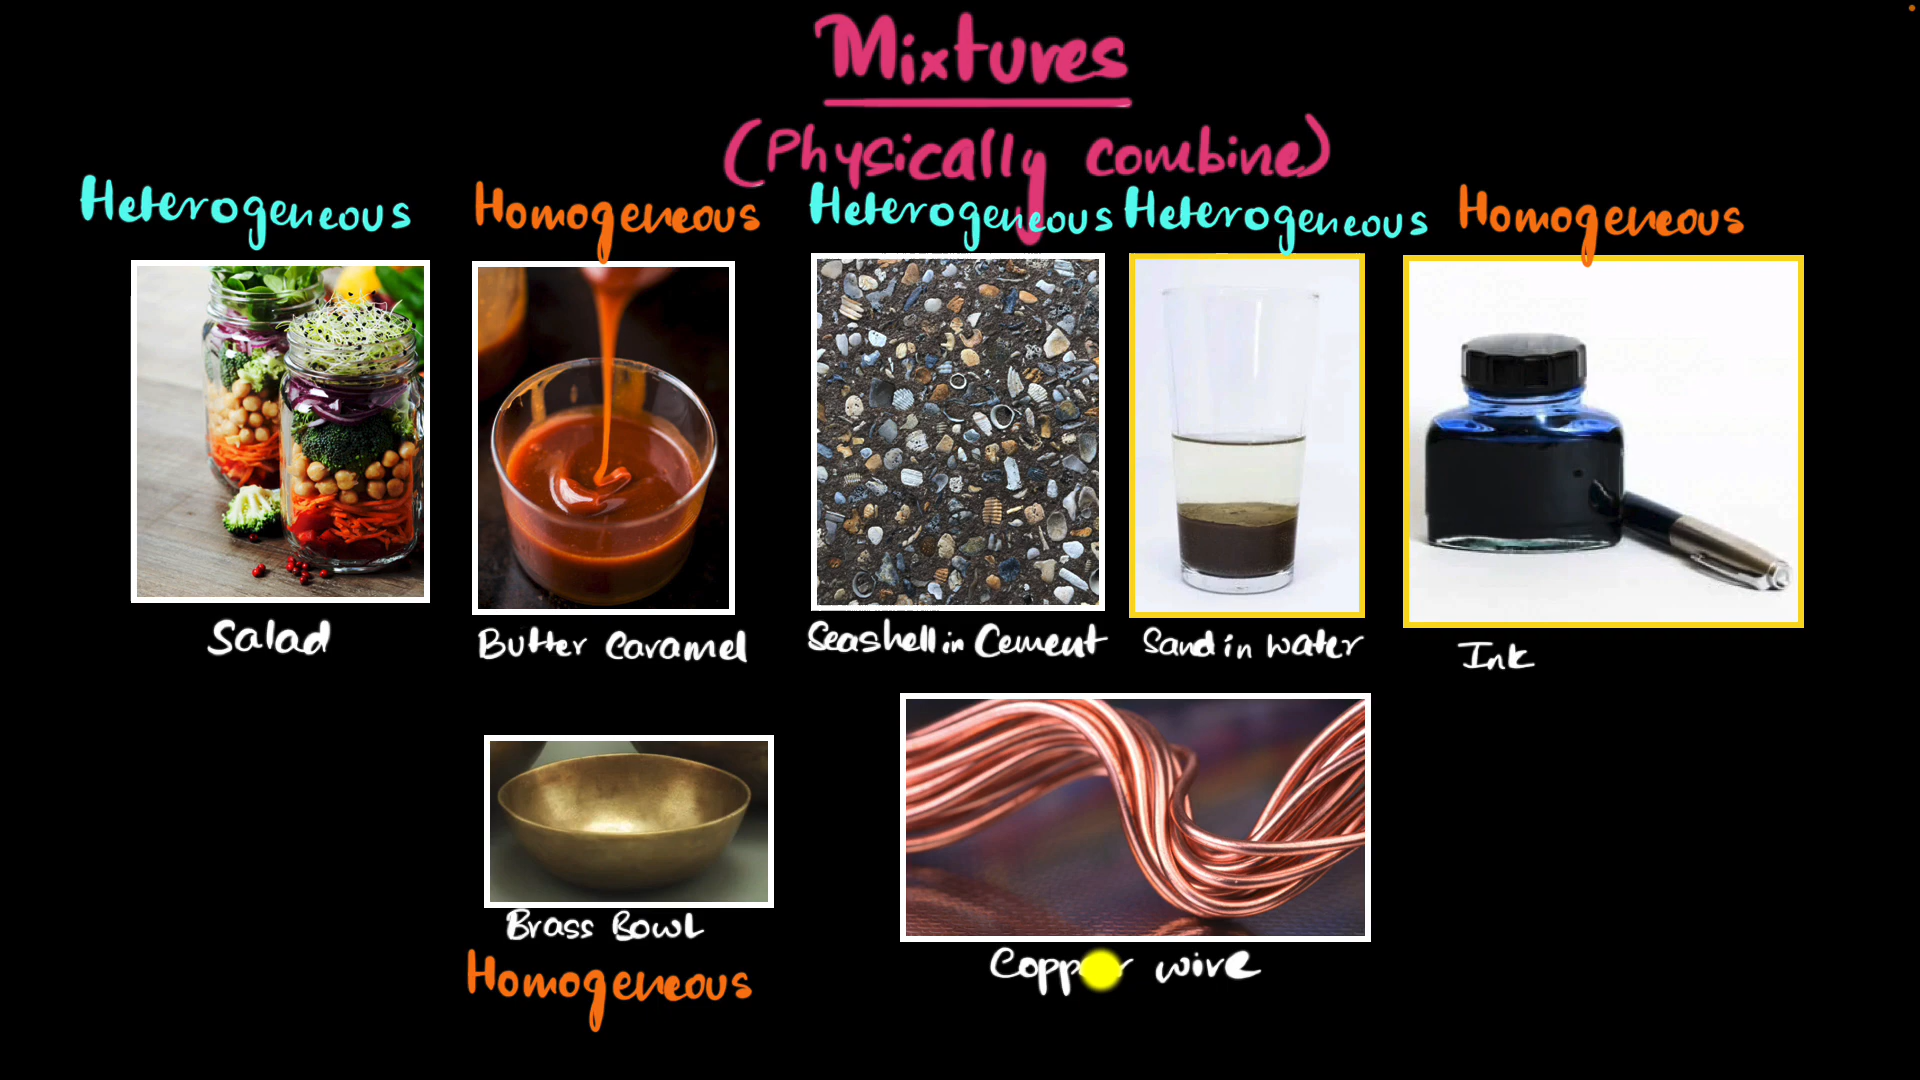 Mixtures
(Physically combine)
Heterogeneous Homogeneous Heterogeneous Heterogeneous Homogeneous
Salad Butter Caramel Seashell in Cement Sand in water Ink
Brass Bowl
Homogeneous
Copper wire